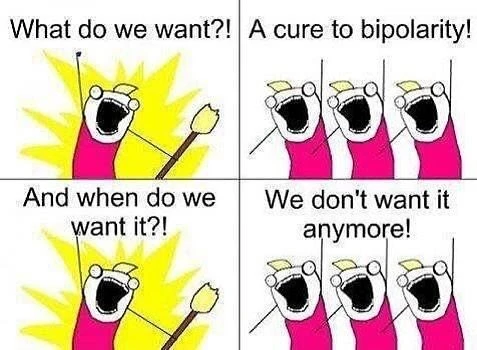 What do we want?!
A cure to bipolarity!
And when do we
want it?!
We don't want it
anymore!